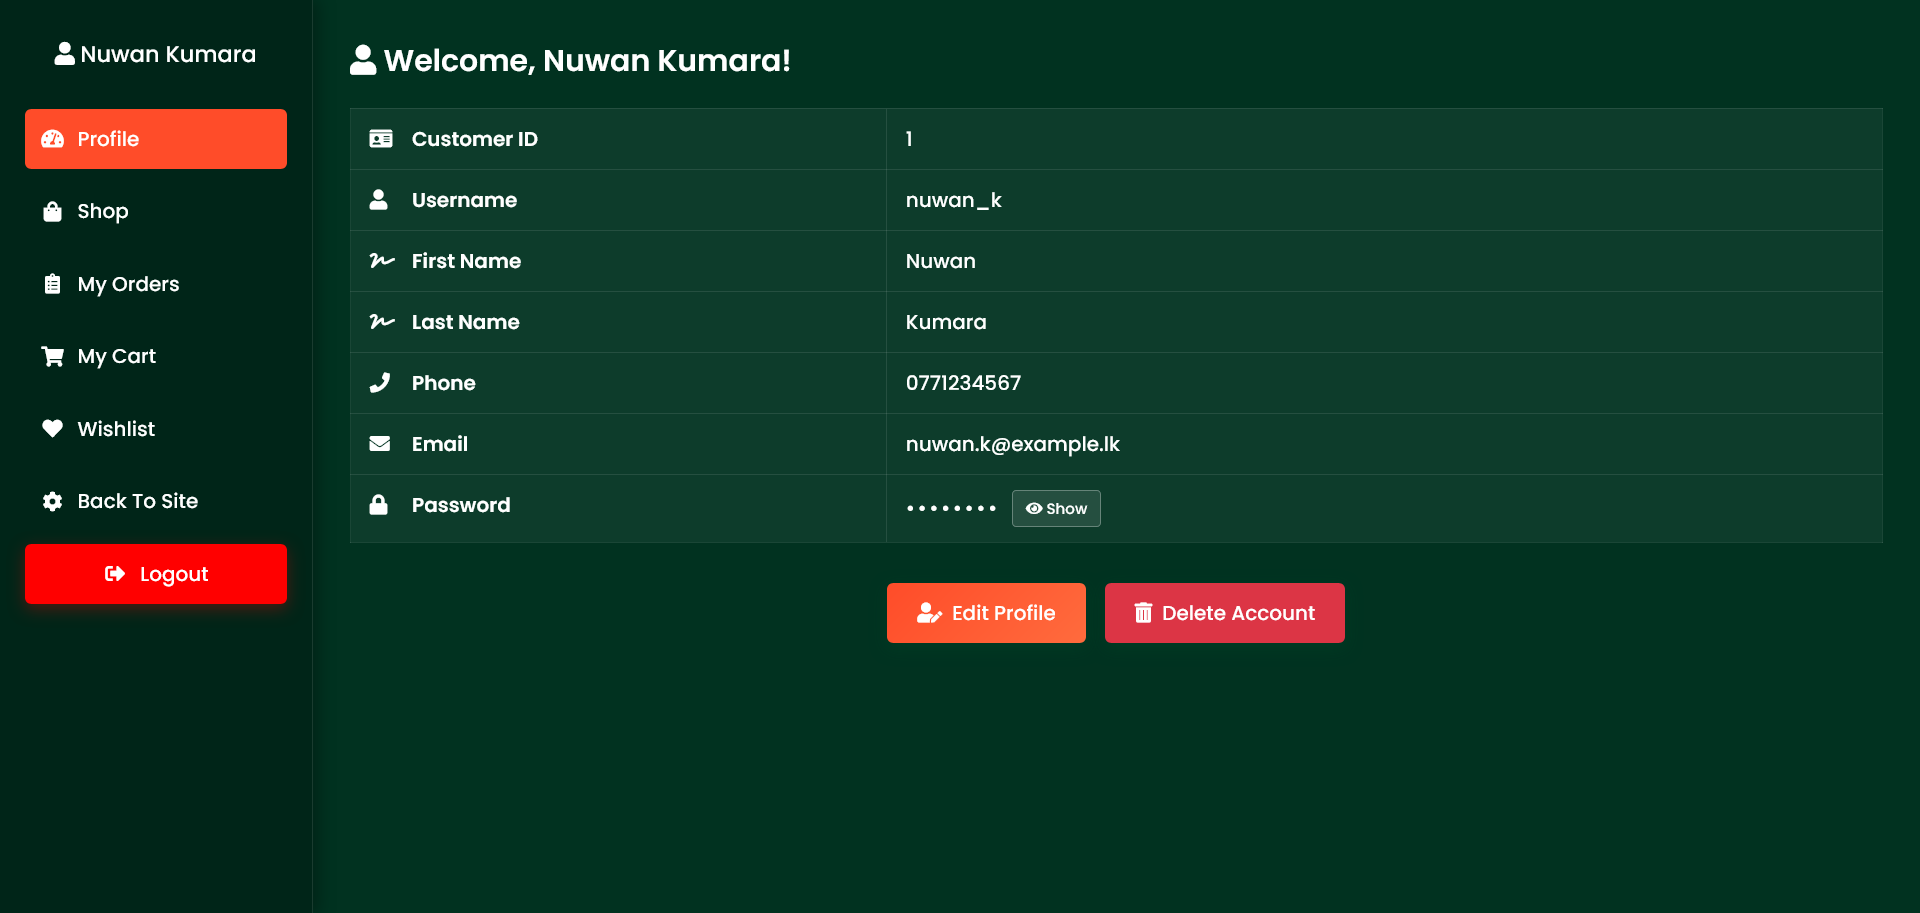 Nuwan Kumara
Profile
Shop
My Orders
My Cart
Wishlist
Back To Site
Logout
Welcome, Nuwan Kumara!
Customer ID 1
Username nuwan_k
First Name Nuwan
Last Name Kumara
Phone 0771234567
Email nuwan.k@example.lk
Password •••••••• Show
Edit Profile Delete Account